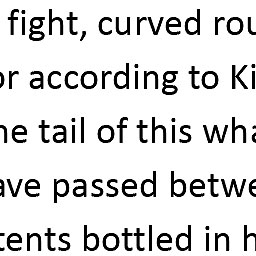 fight, curved rou
or according to Ki
he tail of this wha
ave passed betwe
tents bottled in h